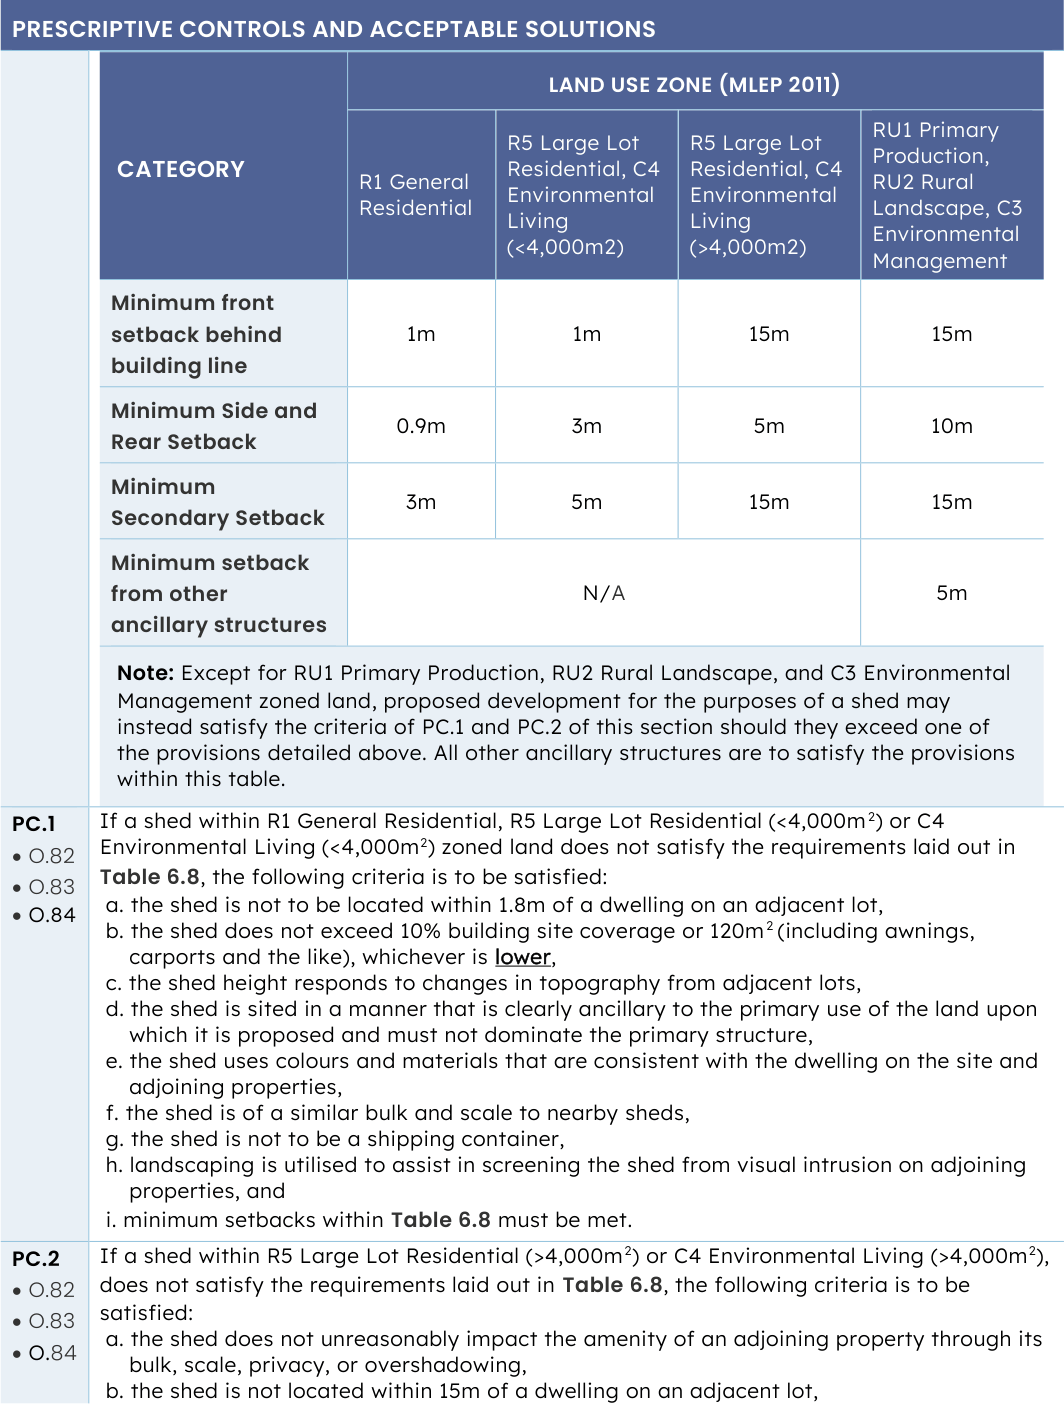 PRESCRIPTIVE CONTROLS AND ACCEPTABLE SOLUTIONS
CATEGORY
LAND USE ZONE (MLEP 2011)
R1 General
Residential
R5 Large Lot
Residential, C4
Environmental
Living
(<4,000m2)
R5 Large Lot
Residential, C4
Environmental
Living
(>4,000m2)
RU1 Primary
Production,
RU2 Rural
Landscape, C3
Environmental
Management
Minimum front
setback behind
building line
1m
1m
15m
15m
Minimum Side and
Rear Setback
0.9m
3m
5m
10m
Minimum
Secondary Setback
3m
5m
15m
15m
Minimum setback
from other
ancillary structures
N/A
5m
Note: Except for RU1 Primary Production, RU2 Rural Landscape, and C3 Environmental
Management zoned land, proposed development for the purposes of a shed may
instead satisfy the criteria of PC.1 and PC.2 of this section should they exceed one of
the provisions detailed above. All other ancillary structures are to satisfy the provisions
within this table.
PC.1
• O.82
• O.83
• O.84
If a shed within R1 General Residential, R5 Large Lot Residential (<4,000m²) or C4
Environmental Living (<4,000m²) zoned land does not satisfy the requirements laid out in
Table 6.8, the following criteria is to be satisfied:
a. the shed is not to be located within 1.8m of a dwelling on an adjacent lot,
b. the shed does not exceed 10% building site coverage or 120m² (including awnings,
carports and the like), whichever is lower,
c. the shed height responds to changes in topography from adjacent lots,
d. the shed is sited in a manner that is clearly ancillary to the primary use of the land upon
which it is proposed and must not dominate the primary structure,
e. the shed uses colours and materials that are consistent with the dwelling on the site and
adjoining properties,
f. the shed is of a similar bulk and scale to nearby sheds,
g. the shed is not to be a shipping container,
h. landscaping is utilised to assist in screening the shed from visual intrusion on adjoining
properties, and
i. minimum setbacks within Table 6.8 must be met.
PC.2
• O.82
• O.83
• O.84
If a shed within R5 Large Lot Residential (>4,000m²) or C4 Environmental Living (>4,000m²),
does not satisfy the requirements laid out in Table 6.8, the following criteria is to be
satisfied:
a. the shed does not unreasonably impact the amenity of an adjoining property through its
bulk, scale, privacy, or overshadowing,
b. the shed is not located within 15m of a dwelling on an adjacent lot,